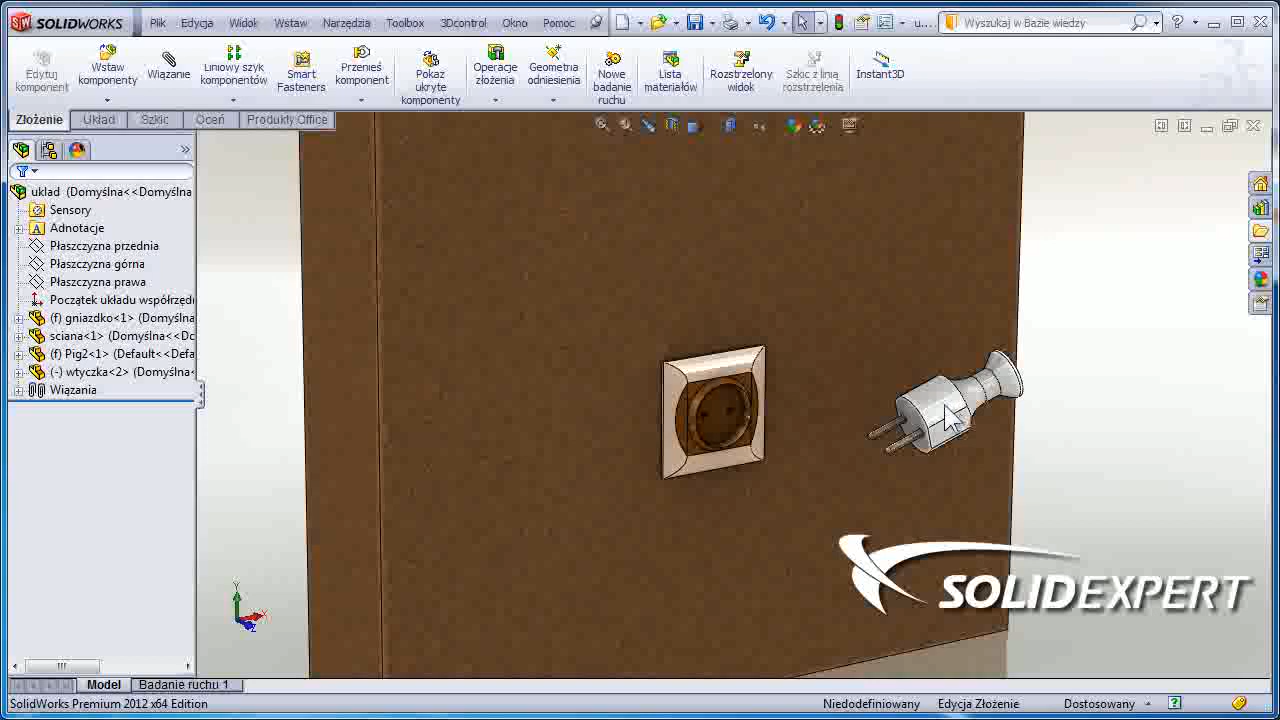 SOLIDWORKS Plik Edycja Widok Wstaw Narzędzia Toolbox 3Dcontrol Okno Pomoc u.... Wyszukaj w Bazie wiedzy
Edytuj komponent
Wstaw komponenty
Wiązanie
Liniowy szyk komponentów
Smart Fasteners
Przenieś komponent
Pokaz ukryte komponenty
Operacje złożenia
Geometria odniesienia
Nowe badanie ruchu
Lista materiałów
Rozstrzelony widok
Szkic z linią rozstrzelenia
Instant3D
Złożenie Układ Szkic Oceń Produkty Office
uklad (Domyślna<<Domyślna
Sensory
Adnotacje
Płaszczyzna przednia
Płaszczyzna górna
Płaszczyzna prawa
Początek układu współrzędn
(f) gniazdko<1> (Domyślna
sciana<1> (Domyślna<<Do
(f) Pig2<1> (Default<<Defa
(-) wtyczka<2> (Domyślna<
Wiązania
Y
X
Z
SOLIDEXPERT
Model Badanie ruchu 1
SolidWorks Premium 2012 x64 Edition Niedodefiniowany Edycja Złożenie Dostosowany